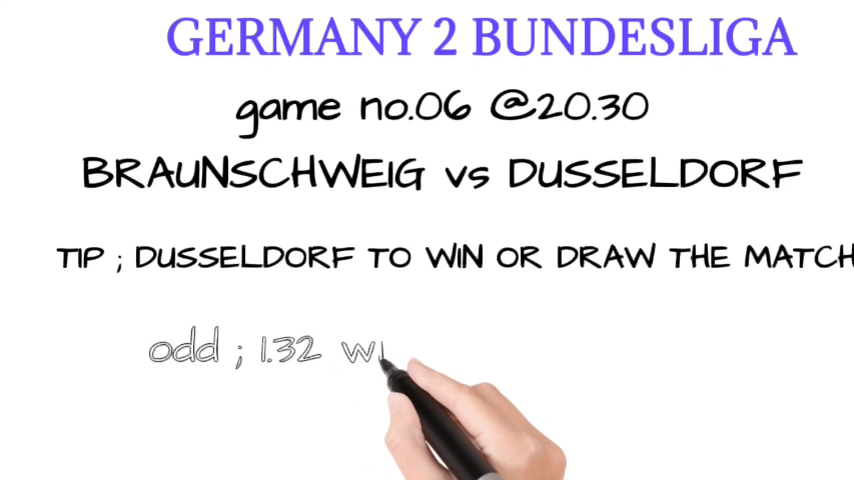 GERMANY 2 BUNDESLIGA
game no.06 @20.30
BRAUNSCHWEIG vs DUSSELDORF
TIP ; DUSSELDORF TO WIN OR DRAW THE MATCH
odd ; 1.32 wi